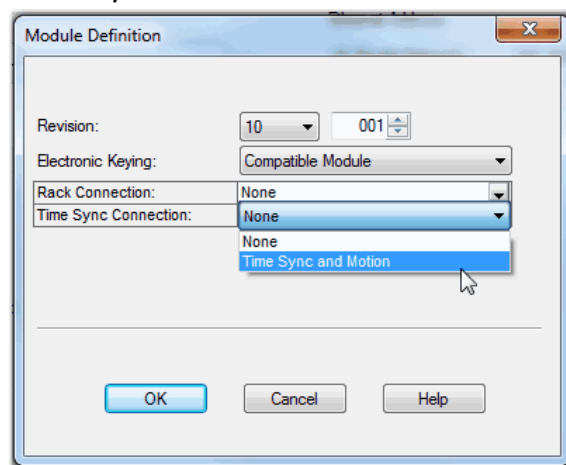 Module Definition
Revision: 10 001
Electronic Keying: Compatible Module
Rack Connection: None
Time Sync Connection: None
None
Time Sync and Motion
OK Cancel Help